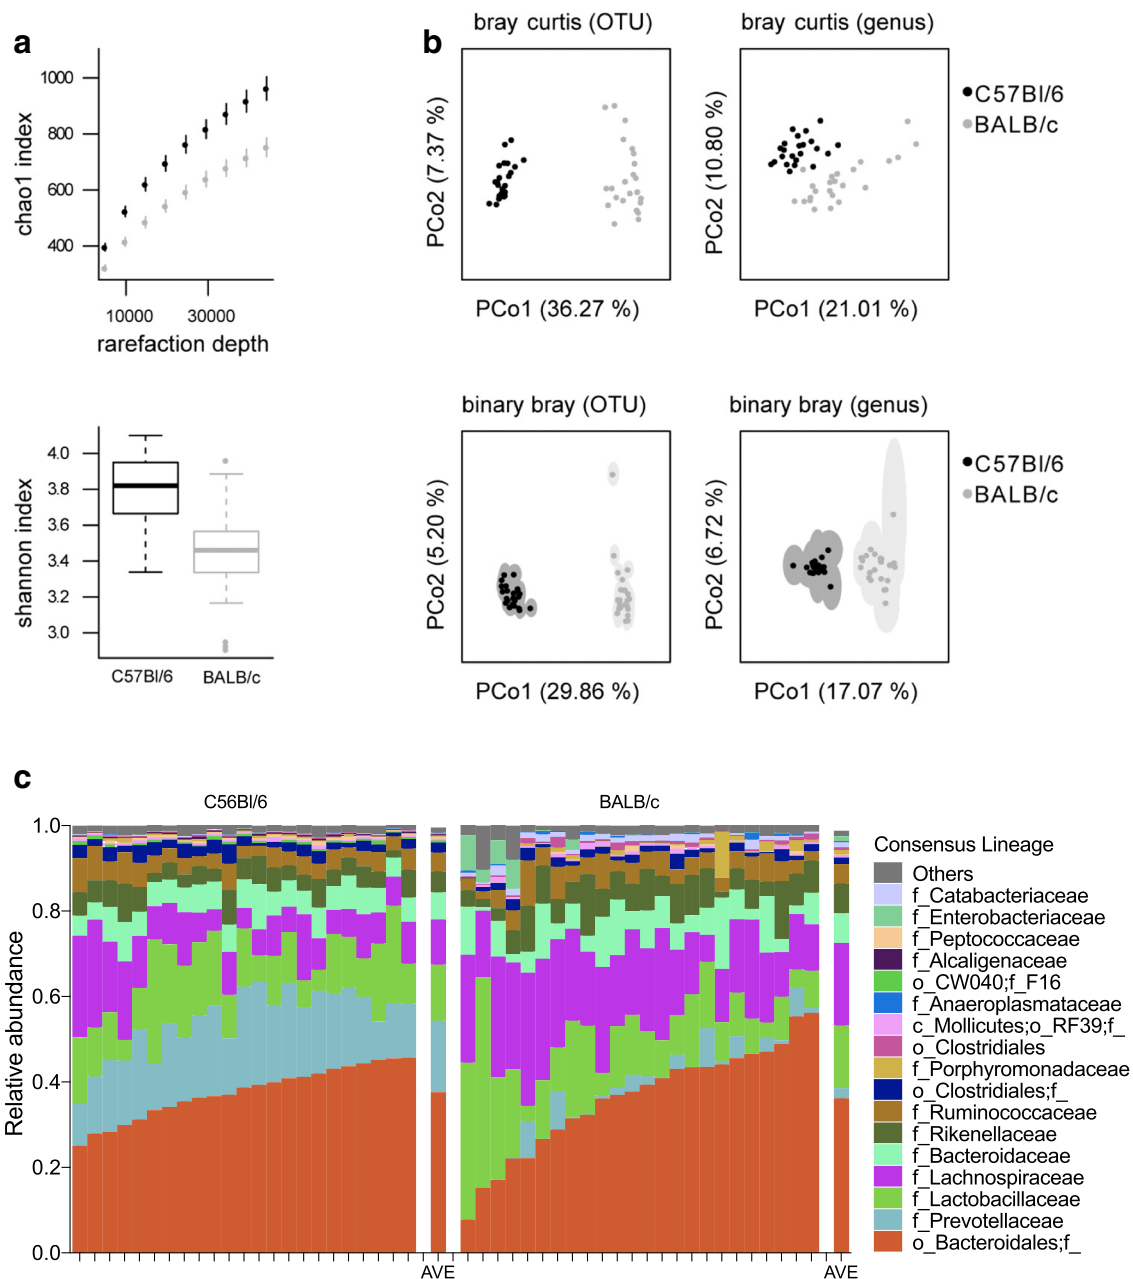 a
chao1 index
1000
800
600
400
10000
30000
rarefaction depth
shannon index
4.0
3.8
3.6
3.4
3.2
3.0
C57Bl/6
BALB/c
b
bray curtis (OTU)
PCo2 (7.37 %)
PCo1 (36.27 %)
bray curtis (genus)
PCo2 (10.80 %)
PCo1 (21.01 %)
C57Bl/6
BALB/c
binary bray (OTU)
PCo2 (5.20 %)
PCo1 (29.86 %)
binary bray (genus)
PCo2 (6.72 %)
PCo1 (17.07 %)
C57Bl/6
BALB/c
c
C56Bl/6
BALB/c
Relative abundance
1.0
0.8
0.6
0.4
0.2
0.0
AVE
AVE
Consensus Lineage
Others
f_Catabacteriaceae
f_Enterobacteriaceae
f_Peptococcaceae
f_Alcaligenaceae
o_CW040;f_F16
f_Anaeroplasmataceae
c_Mollicutes;o_RF39;f_
o_Clostridiales
f_Porphyromonadaceae
o_Clostridiales;f_
f_Ruminococcaceae
f_Rikenellaceae
f_Bacteroidaceae
f_Lachnospiraceae
f_Lactobacillaceae
f_Prevotellaceae
o_Bacteroidales;f_